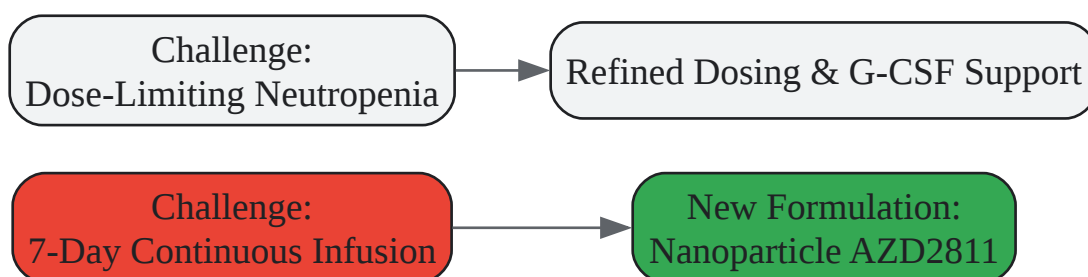 Challenge:
Dose-Limiting Neutropenia
Refined Dosing & G-CSF Support
Challenge:
7-Day Continuous Infusion
New Formulation:
Nanoparticle AZD2811